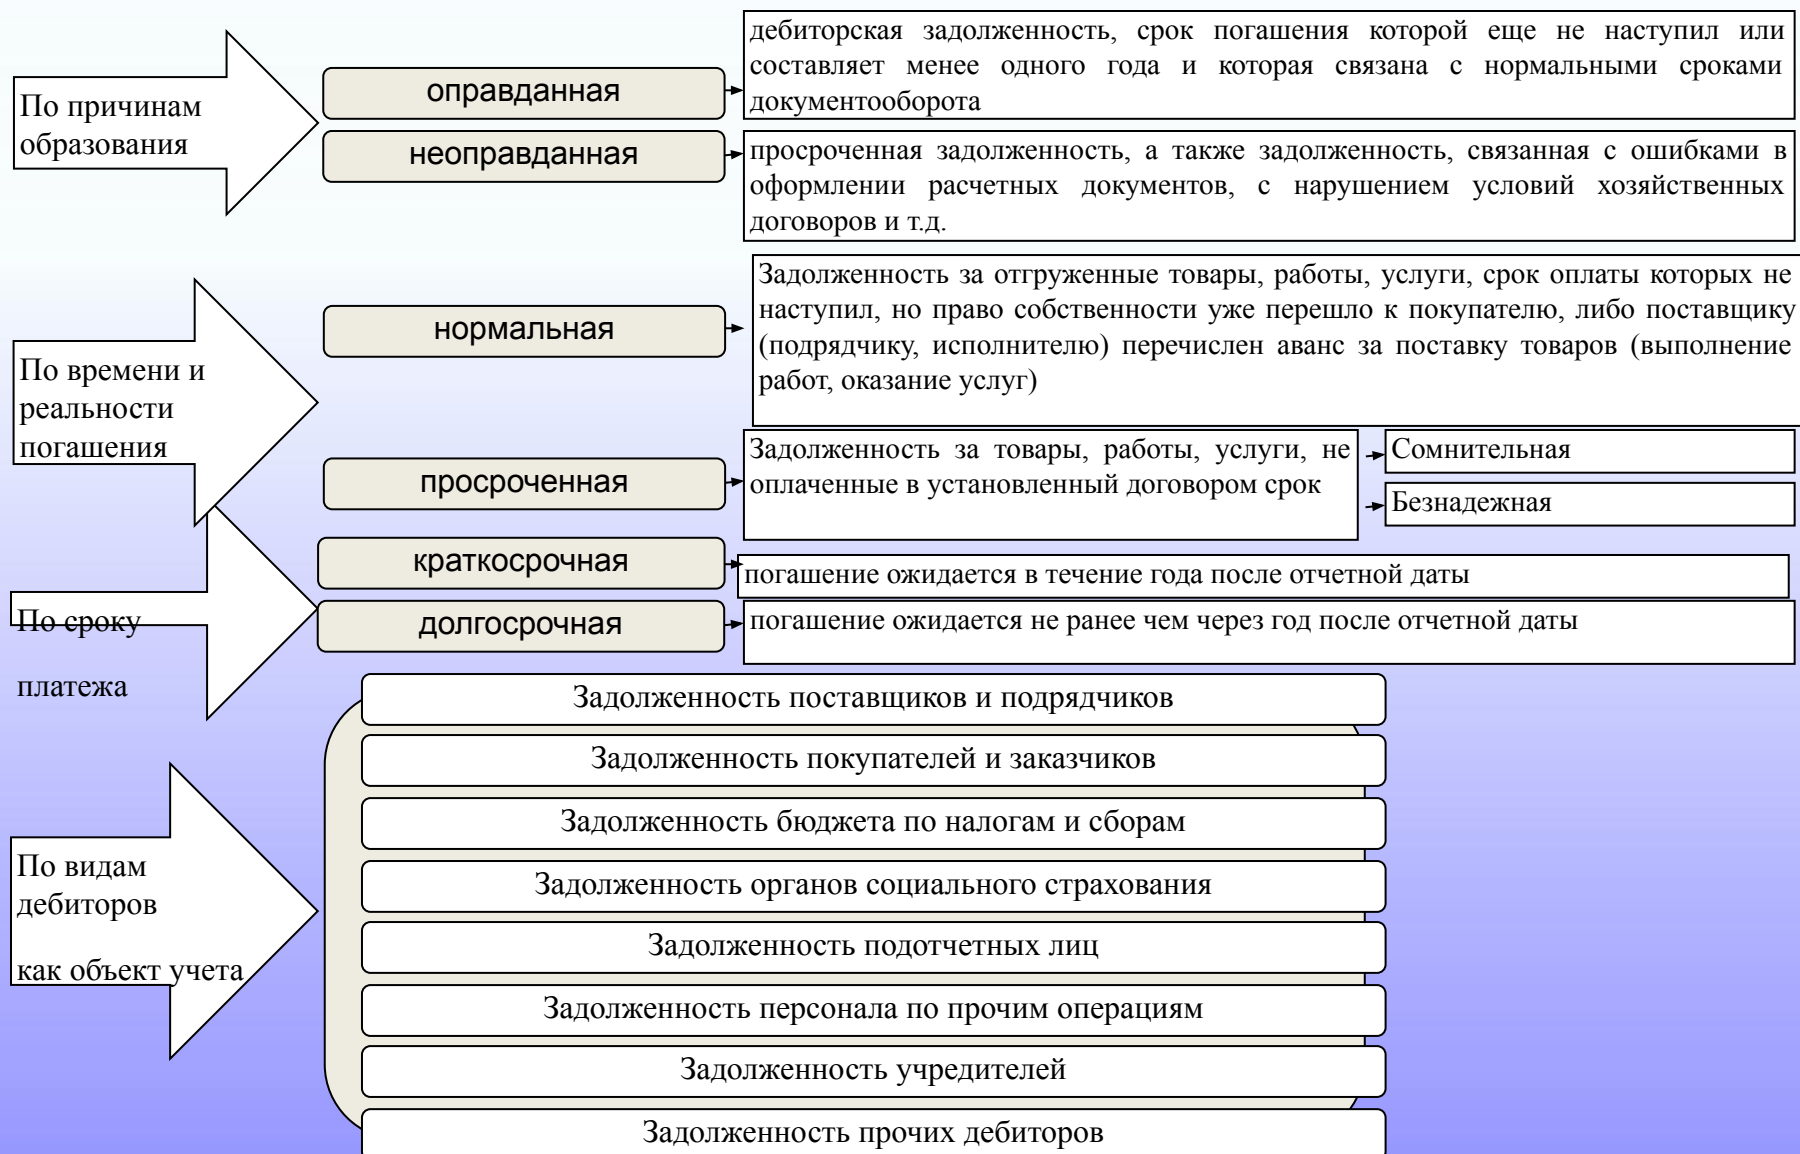 По причинам
образования
оправданная
дебиторская задолженность, срок погашения которой еще не наступил или
составляет менее одного года и которая связана с нормальными сроками
документооборота
неоправданная
просроченная задолженность, а также задолженность, связанная с ошибками в
оформлении расчетных документов, с нарушением условий хозяйственных
договоров и т.д.
По времени и
реальности
погашения
нормальная
Задолженность за отгруженные товары, работы, услуги, срок оплаты которых не
наступил, но право собственности уже перешло к покупателю, либо поставщику
(подрядчику, исполнителю) перечислен аванс за поставку товаров (выполнение
работ, оказание услуг)
просроченная
Задолженность за товары, работы, услуги, не
оплаченные в установленный договором срок
Сомнительная
Безнадежная
По сроку
платежа
краткосрочная
погашение ожидается в течение года после отчетной даты
долгосрочная
погашение ожидается не ранее чем через год после отчетной даты
По видам
дебиторов
как объект учета
Задолженность поставщиков и подрядчиков
Задолженность покупателей и заказчиков
Задолженность бюджета по налогам и сборам
Задолженность органов социального страхования
Задолженность подотчетных лиц
Задолженность персонала по прочим операциям
Задолженность учредителей
Задолженность прочих дебиторов